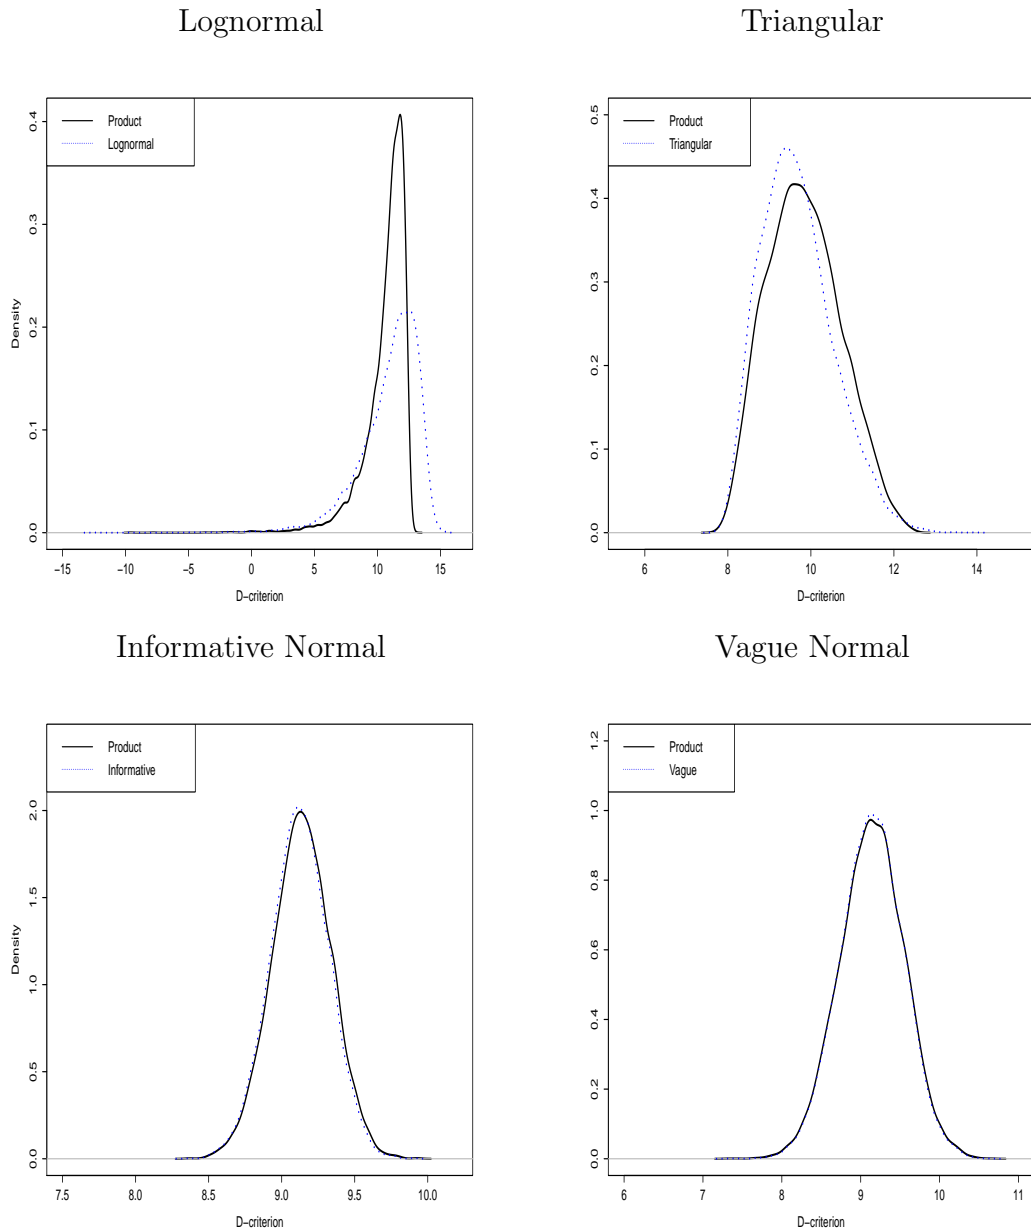 Lognormal
Product
Lognormal
Density
0.0 0.1 0.2 0.3 0.4
−15 −10 −5 0 5 10 15
D−criterion
Triangular
Product
Triangular
0.0 0.1 0.2 0.3 0.4 0.5
6 8 10 12 14
D−criterion
Informative Normal
Product
Informative
Density
0.0 0.5 1.0 1.5 2.0
7.5 8.0 8.5 9.0 9.5 10.0
D−criterion
Vague Normal
Product
Vague
0.0 0.2 0.4 0.6 0.8 1.0 1.2
6 7 8 9 10 11
D−criterion